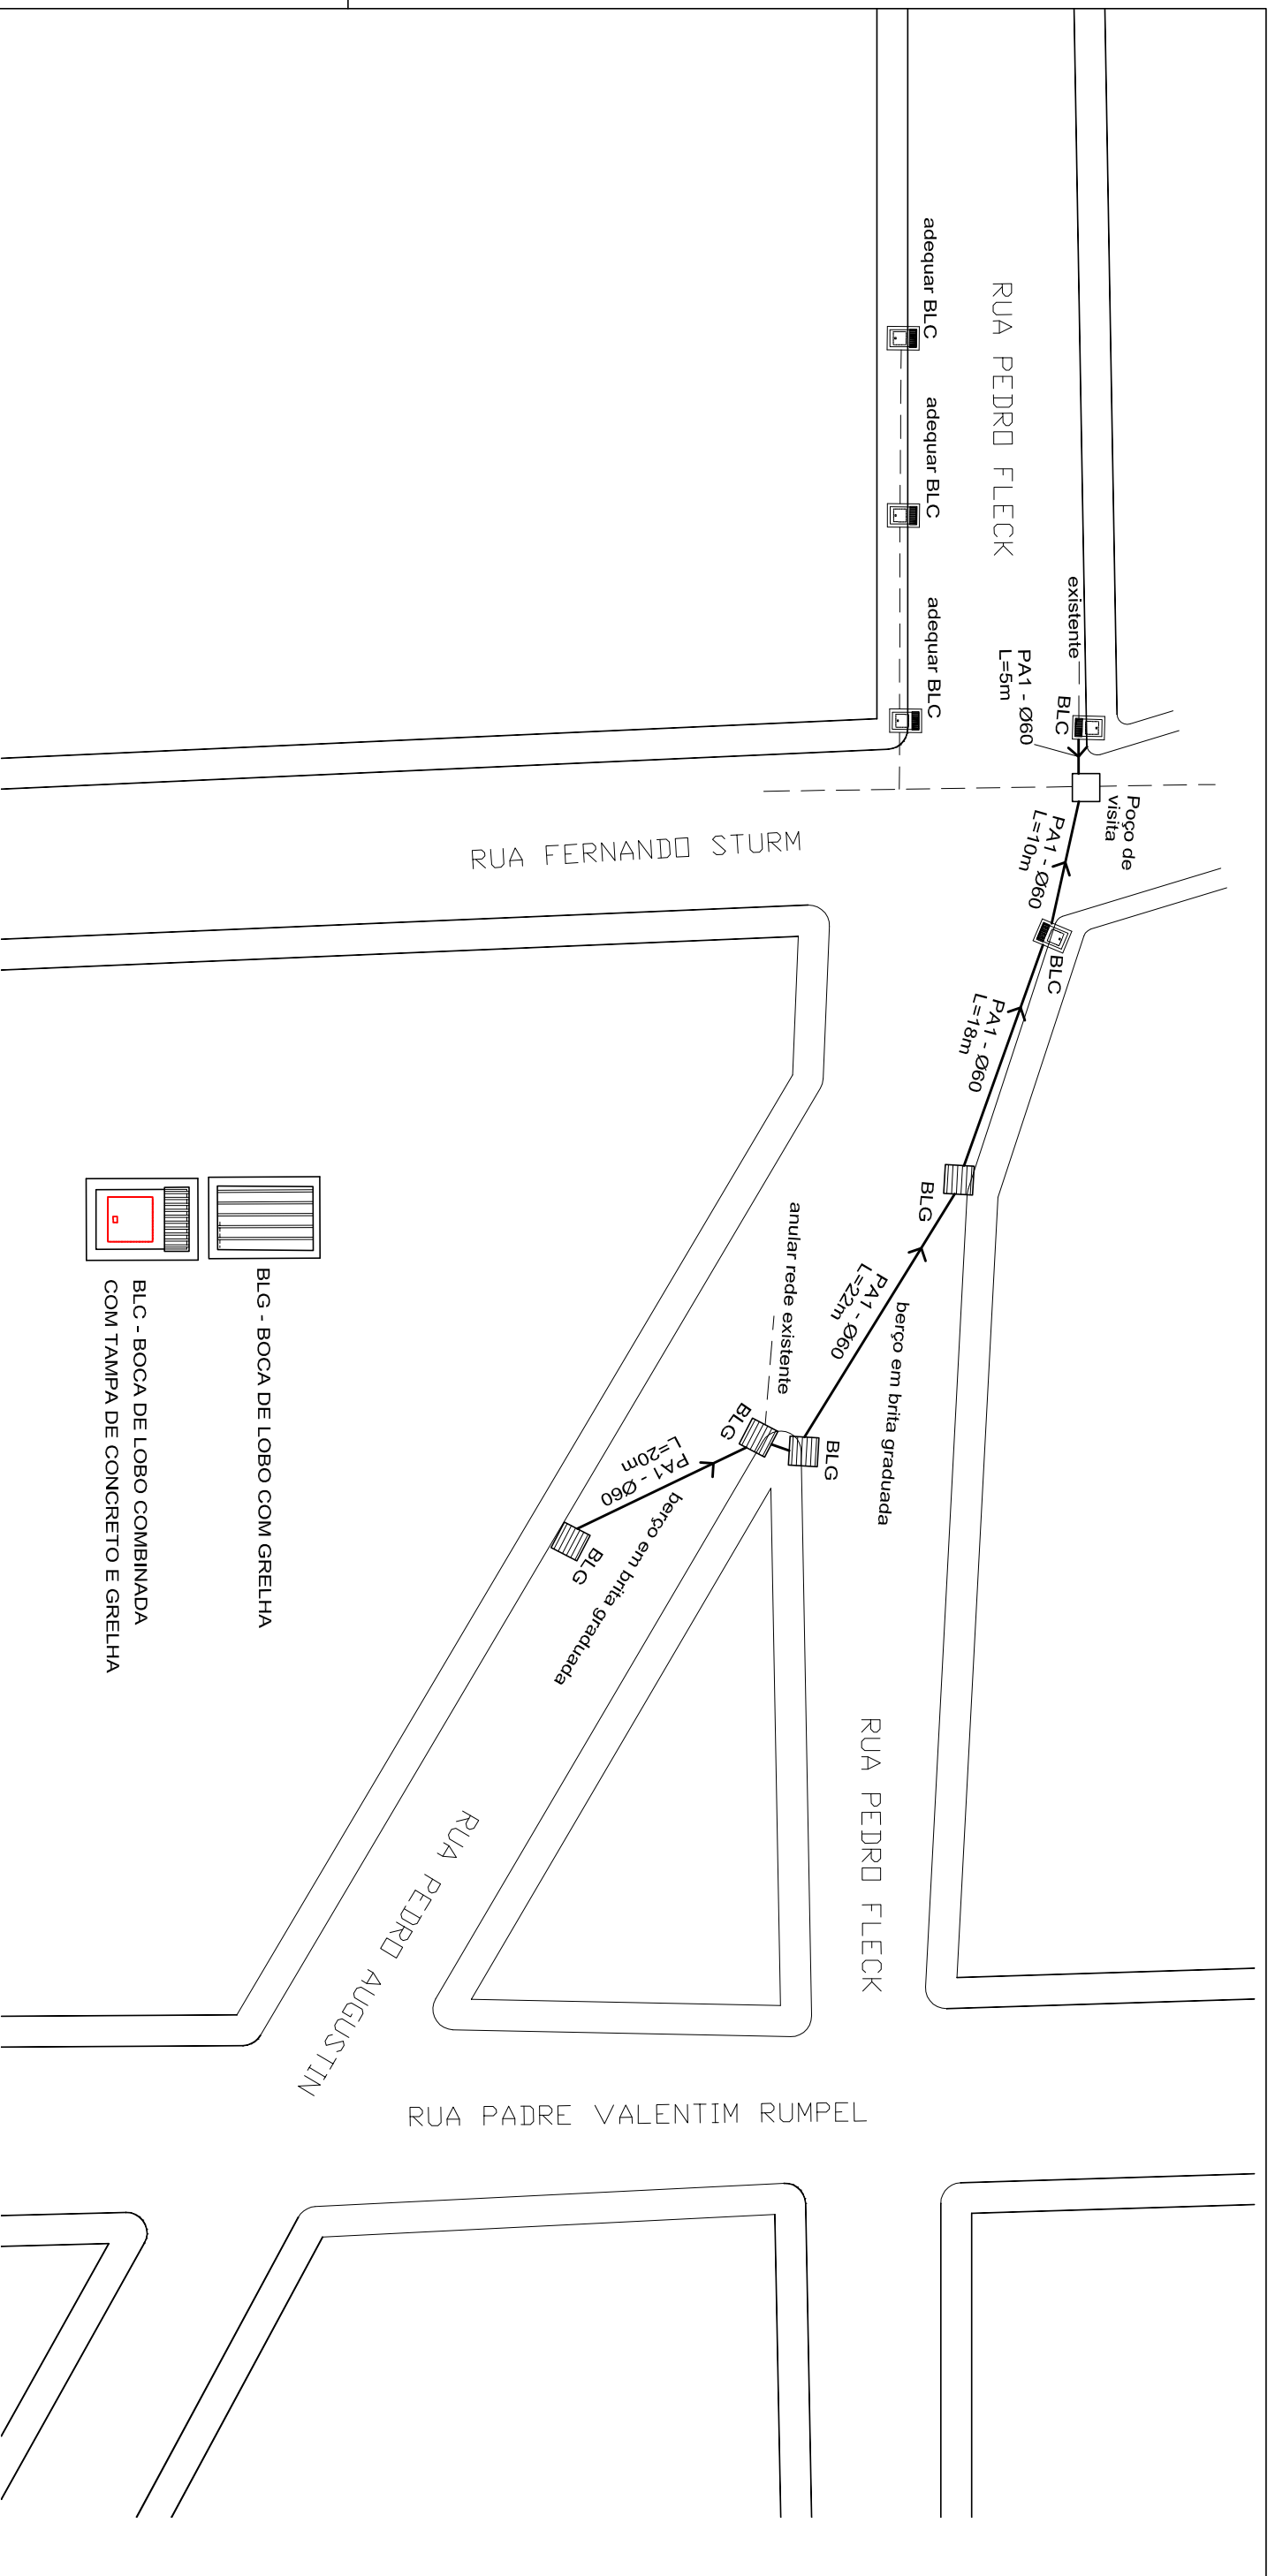 adequar BLC
RUA PEDRO FLECK
adequar BLC
existente
adequar BLC
PA1 - Ø60
L=5m
BLC
Poço de
visita
PA1 - Ø60
L=10m
RUA FERNANDO STURM
BLC
PA1 - Ø60
L=18m
BLG
anular rede existente
PA1 - Ø60
L=22m
berço em brita graduada
BLG
BLG
PA1 - Ø60
L=20m
berço em brita graduada
BLG
BLG - BOCA DE LOBO COM GRELHA
BLC - BOCA DE LOBO COMBINADA
COM TAMPA DE CONCRETO E GRELHA
RUA PEDRO FLECK
RUA PEDRO AUGUSTIN
RUA PADRE VALENTIM RUMPEL